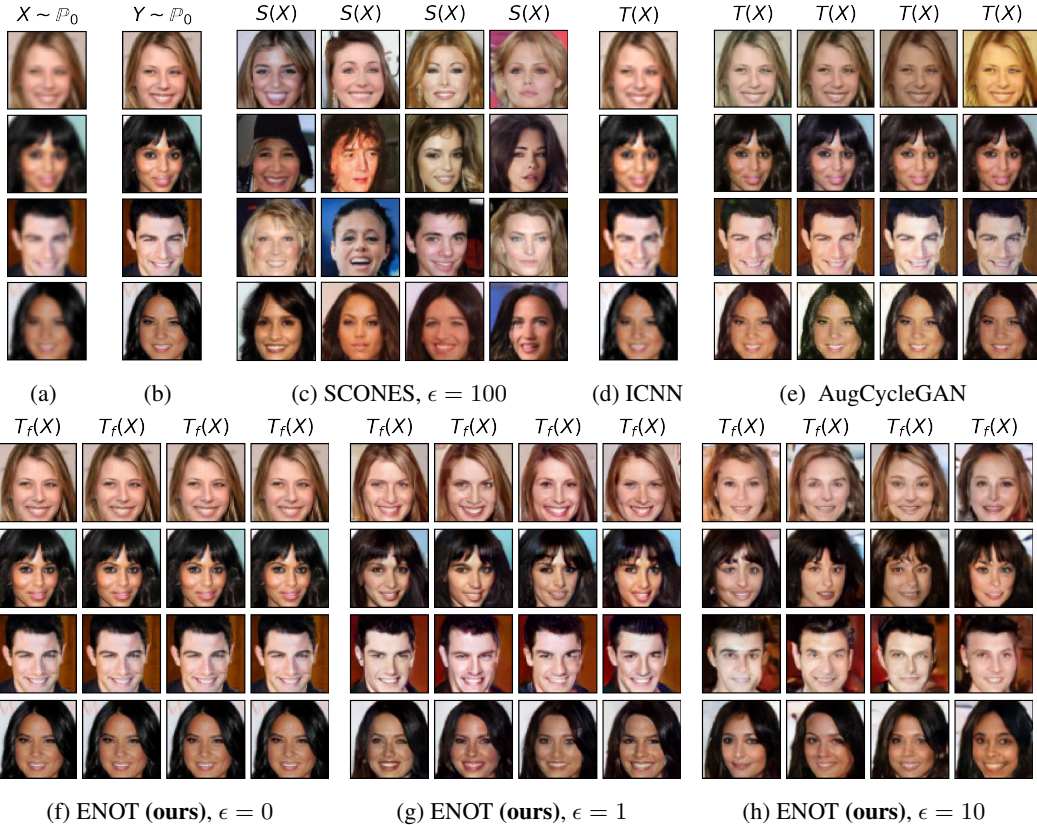 X ~ ℙ₀ Y ~ ℙ₀ S(X) S(X) S(X) S(X) T(X) T(X) T(X) T(X) T(X)
(a) (b) (c) SCONES, ϵ = 100 (d) ICNN (e) AugCycleGAN
T_f(X) T_f(X) T_f(X) T_f(X) T_f(X) T_f(X) T_f(X) T_f(X) T_f(X) T_f(X) T_f(X) T_f(X)
(f) ENOT (ours), ϵ = 0 (g) ENOT (ours), ϵ = 1 (h) ENOT (ours), ϵ = 10